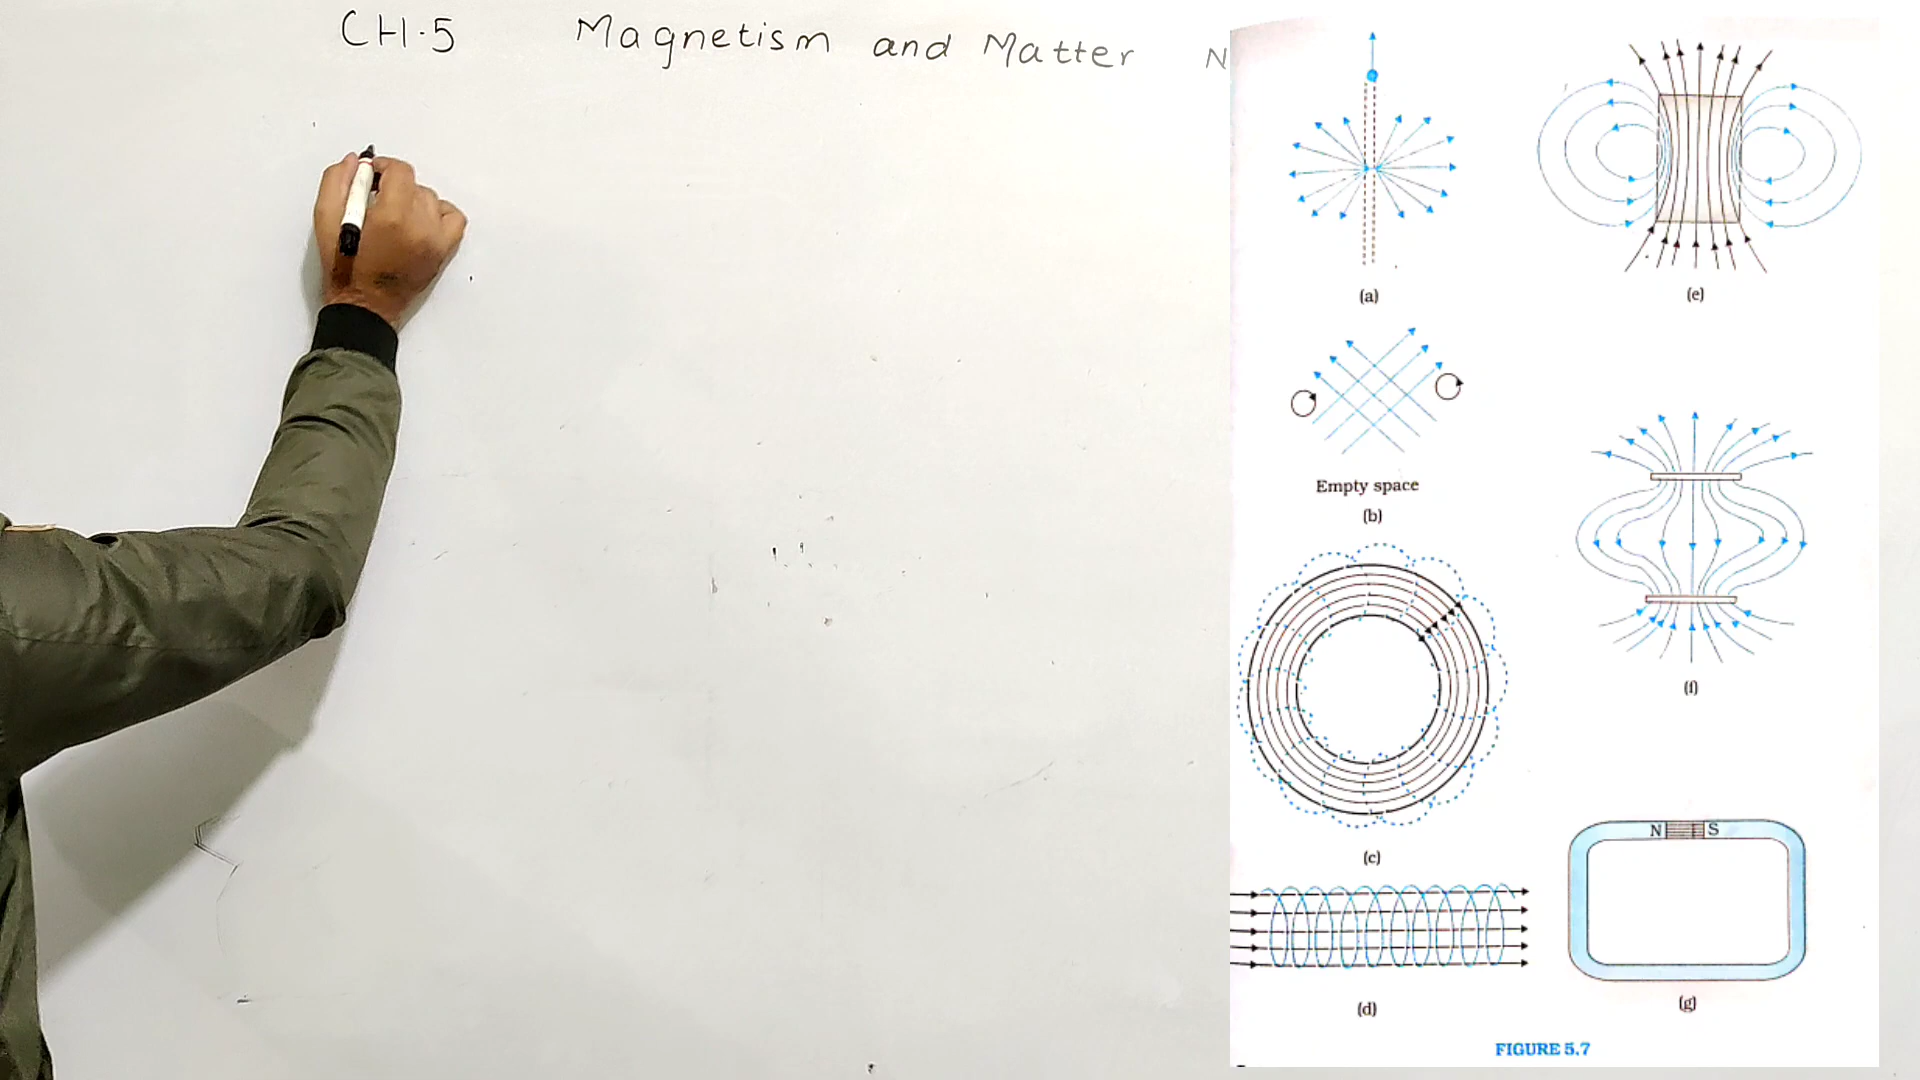 CH.5 Magnetism and Matter N
(a)
(e)
Empty space
(b)
(c)
(f)
(d)
N S
(g)
FIGURE 5.7